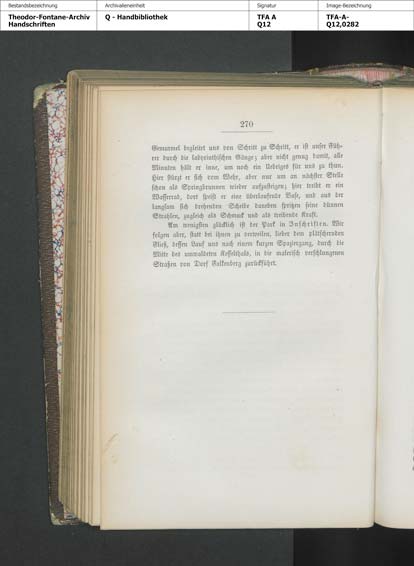 Bestandsbezeichnung
Theodor-Fontane-Archiv
Handschriften
Archivalieneinheit
Q - Handbibliothek
Signatur
TFA A
Q12
Image-Bezeichnung
TFA-A-
Q12,0282
270
Gemurmel begleitet uns von Schritt zu Schritt, er ist unser Füh-
rer durch die labyrinthischen Gänge; aber nicht genug damit, alle
Minuten hält er inne, um noch ein Uebriges für uns zu thun.
Hier stürzt er sich vom Wehr, aber nur um an nächster Stelle
schon als Springbrunnen wieder aufzusteigen; hier treibt er ein
Wasserrad, dort speist er eine überlaufende Vase, und aus der
langsam sich drehenden Scheibe daneben spritzen seine dünnen
Strahlen, zugleich als Schmuck und als treibende Kraft.
Am wenigsten glücklich ist der Park in Inschriften. Wir
folgen aber, statt bei ihnen zu verweilen, lieber dem plätschernden
Fließ, dessen Lauf uns nach einem kurzen Spaziergang, durch die
Mitte des umwaldeten Kesselthals, in die malerisch verschlungenen
Straßen von Dorf Falkenberg zurückführt.